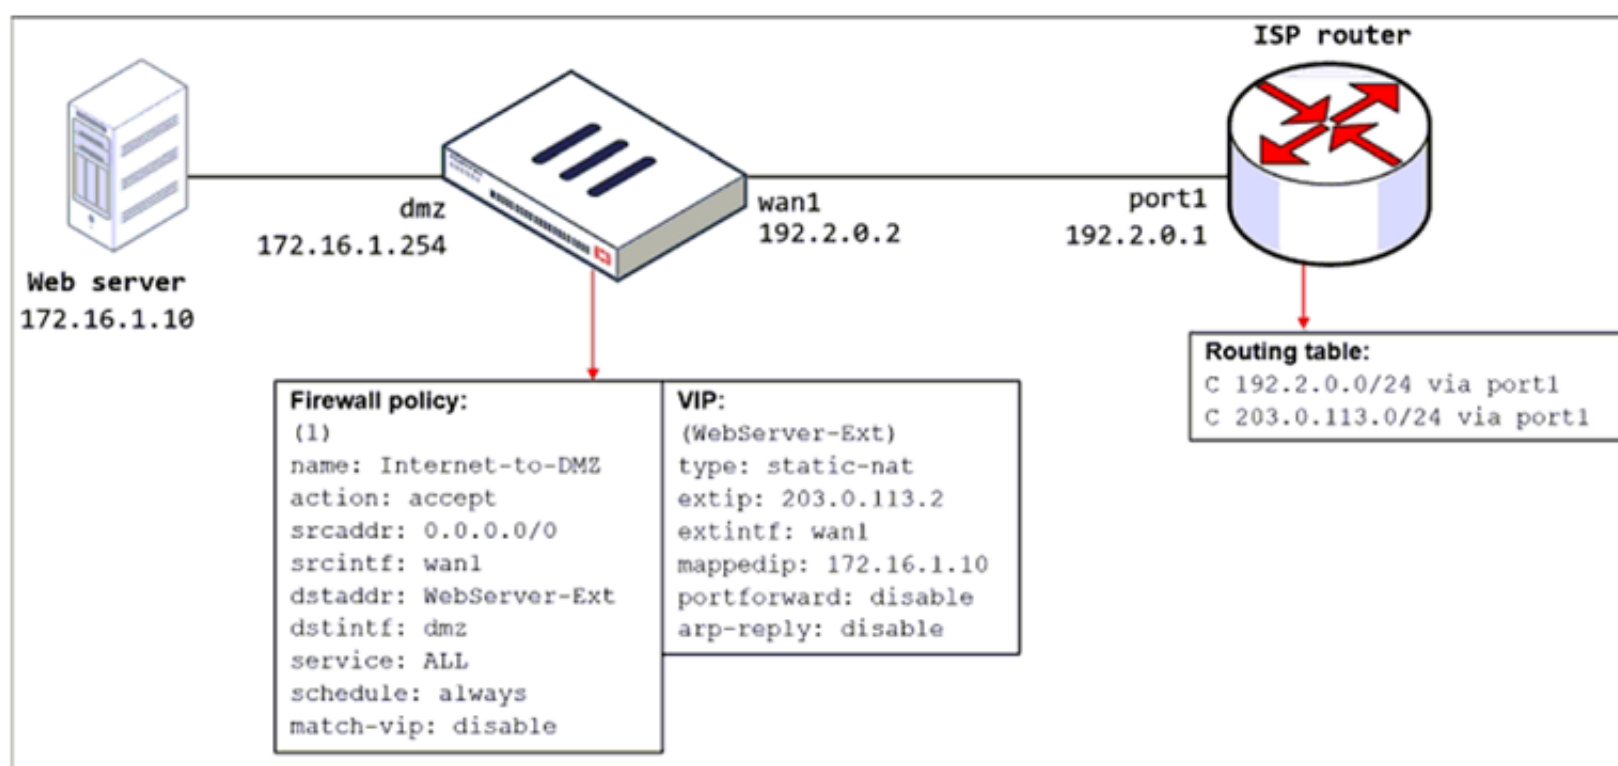 ISP router
dmz
172.16.1.254
wan1
192.2.0.2
port1
192.2.0.1
Web server
172.16.1.10
Firewall policy:
(1)
name: Internet-to-DMZ
action: accept
srcaddr: 0.0.0.0/0
srcintf: wan1
dstaddr: WebServer-Ext
dstintf: dmz
service: ALL
schedule: always
match-vip: disable
VIP:
(WebServer-Ext)
type: static-nat
extip: 203.0.113.2
extintf: wan1
mappedip: 172.16.1.10
portforward: disable
arp-reply: disable
Routing table:
C 192.2.0.0/24 via port1
C 203.0.113.0/24 via port1